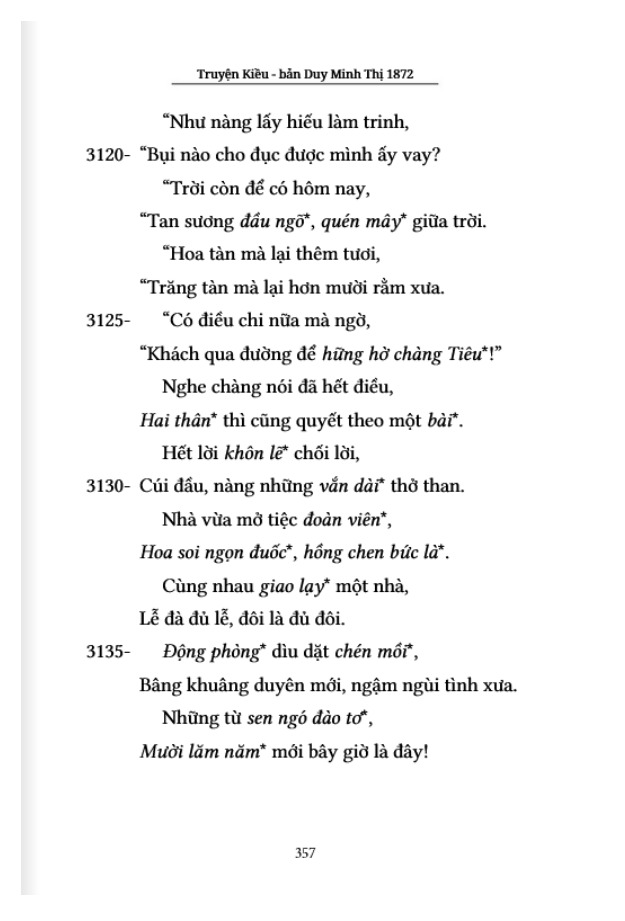 Truyện Kiều - bản Duy Minh Thị 1872
“Như nàng lấy hiếu làm trinh,
3120- “Bụi nào cho đục được mình ấy vay?
“Trời còn để có hôm nay,
“Tan sương đầu ngõ*, quén mây* giữa trời.
“Hoa tàn mà lại thêm tươi,
“Trăng tàn mà lại hơn mười rằm xưa.
3125- “Có điều chi nữa mà ngờ,
“Khách qua đường để hững hờ chàng Tiêu*!”
Nghe chàng nói đã hết điều,
Hai thân* thì cũng quyết theo một bài*.
Hết lời khôn lẽ* chối lời,
3130- Cúi đầu, nàng những vắn dài* thở than.
Nhà vừa mở tiệc đoàn viên*,
Hoa soi ngọn đuốc*, hồng chen bức là*.
Cùng nhau giao lạy* một nhà,
Lễ đà đủ lễ, đôi là đủ đôi.
3135- Động phòng* dìu dặt chén mồi*,
Bâng khuâng duyên mới, ngậm ngùi tình xưa.
Những từ sen ngó đào tơ*,
Mười lăm năm* mới bây giờ là đây!
357